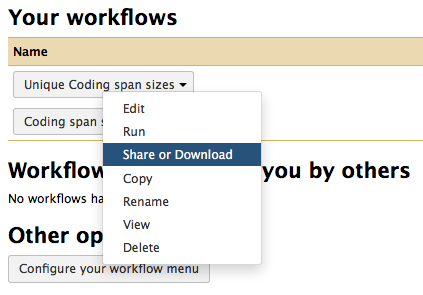 Your workflows
Name
Unique Coding span sizes
Coding span s
Edit
Run
Share or Download
Copy
Rename
View
Delete
Workflow you by others
No workflows ha
Other op
Configure your workflow menu